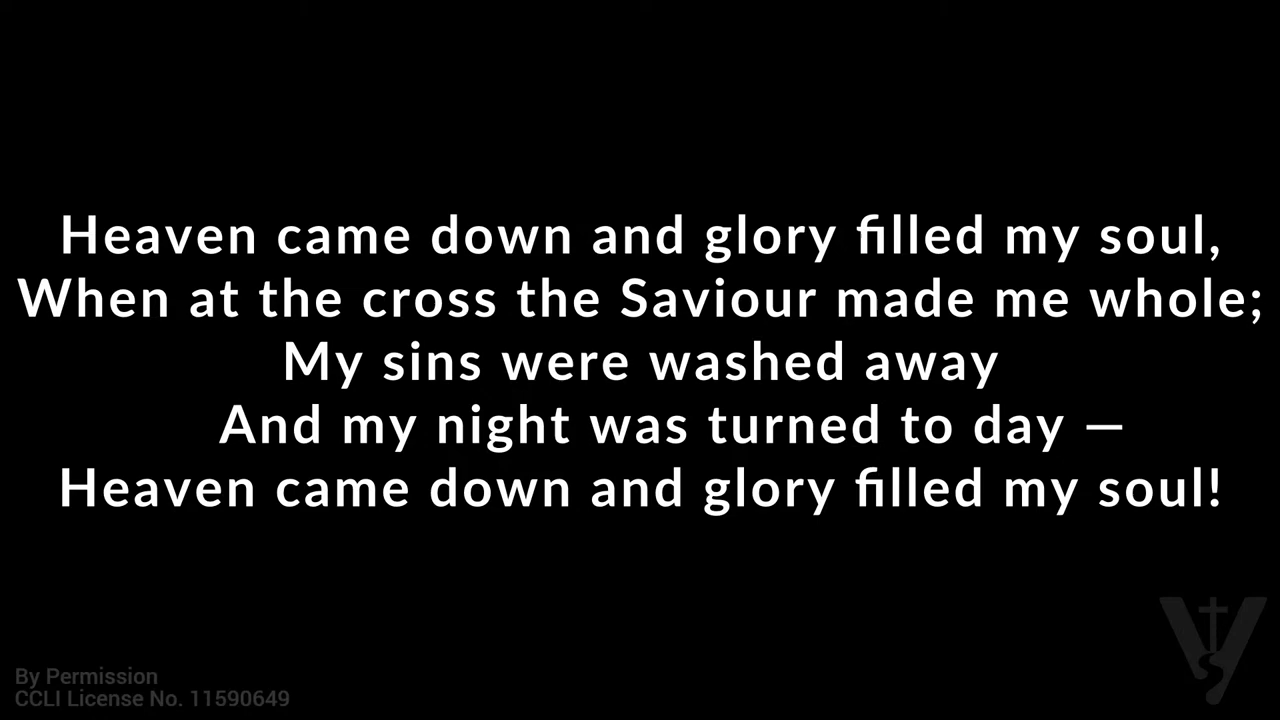 Heaven came down and glory filled my soul,
When at the cross the Saviour made me whole;
My sins were washed away
And my night was turned to day —
Heaven came down and glory filled my soul!
By Permission
CCLI License No. 11590649